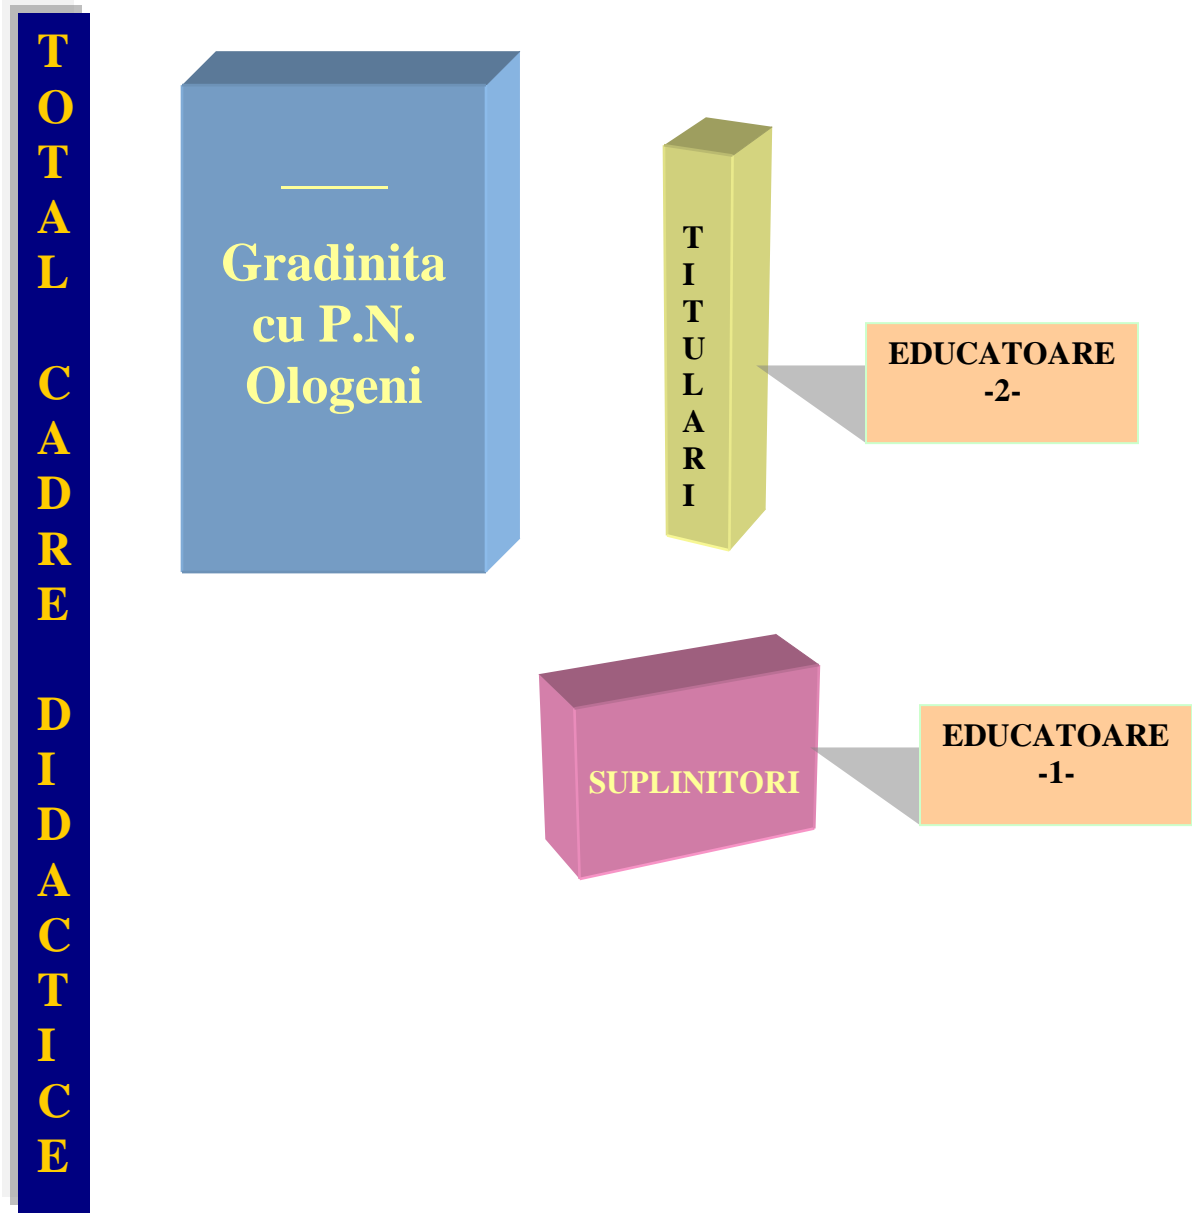 TOTAL CADRE DIDACTICE
Gradinita
cu P.N.
Ologeni
TITULARI
EDUCATOARE
-2-
SUPLINITORI
EDUCATOARE
-1-